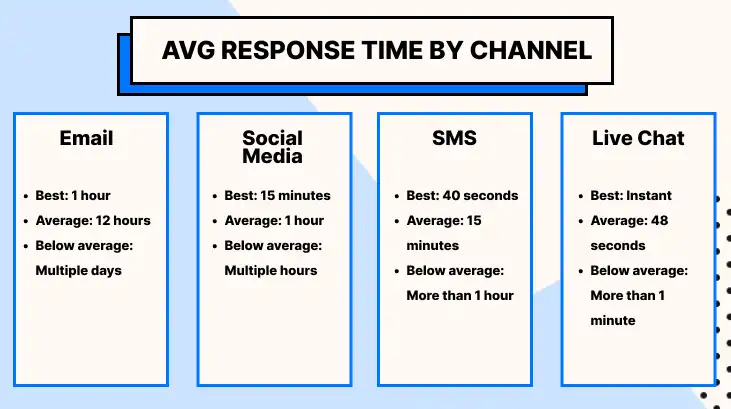 AVG RESPONSE TIME BY CHANNEL
Email
• Best: 1 hour
• Average: 12 hours
• Below average:
Multiple days
Social
Media
• Best: 15 minutes
• Average: 1 hour
• Below average:
Multiple hours
SMS
• Best: 40 seconds
• Average: 15
minutes
• Below average:
More than 1 hour
Live Chat
• Best: Instant
• Average: 48
seconds
• Below average:
More than 1
minute